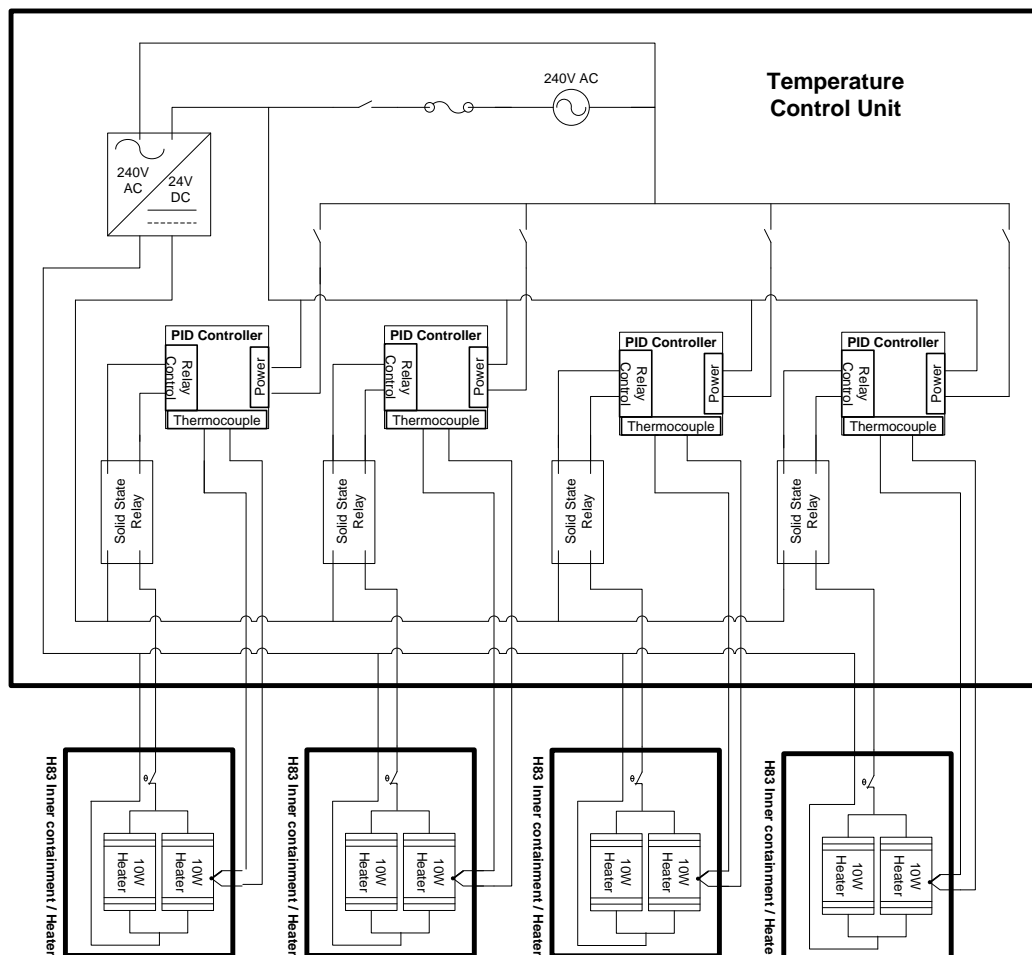 240V AC
Temperature
Control Unit
240V
AC
24V
DC
PID Controller
Relay
Control
Power
Thermocouple
PID Controller
Relay
Control
Power
Thermocouple
PID Controller
Relay
Control
Power
Thermocouple
PID Controller
Relay
Control
Power
Thermocouple
Solid State
Relay
Solid State
Relay
Solid State
Relay
Solid State
Relay
H83 Inner containment / Heater
θ
10W
Heater
10W
Heater
H83 Inner containment / Heater
θ
10W
Heater
10W
Heater
H83 Inner containment / Heater
θ
10W
Heater
10W
Heater
H83 Inner containment / Heate
θ
10W
Heater
10W
Heater